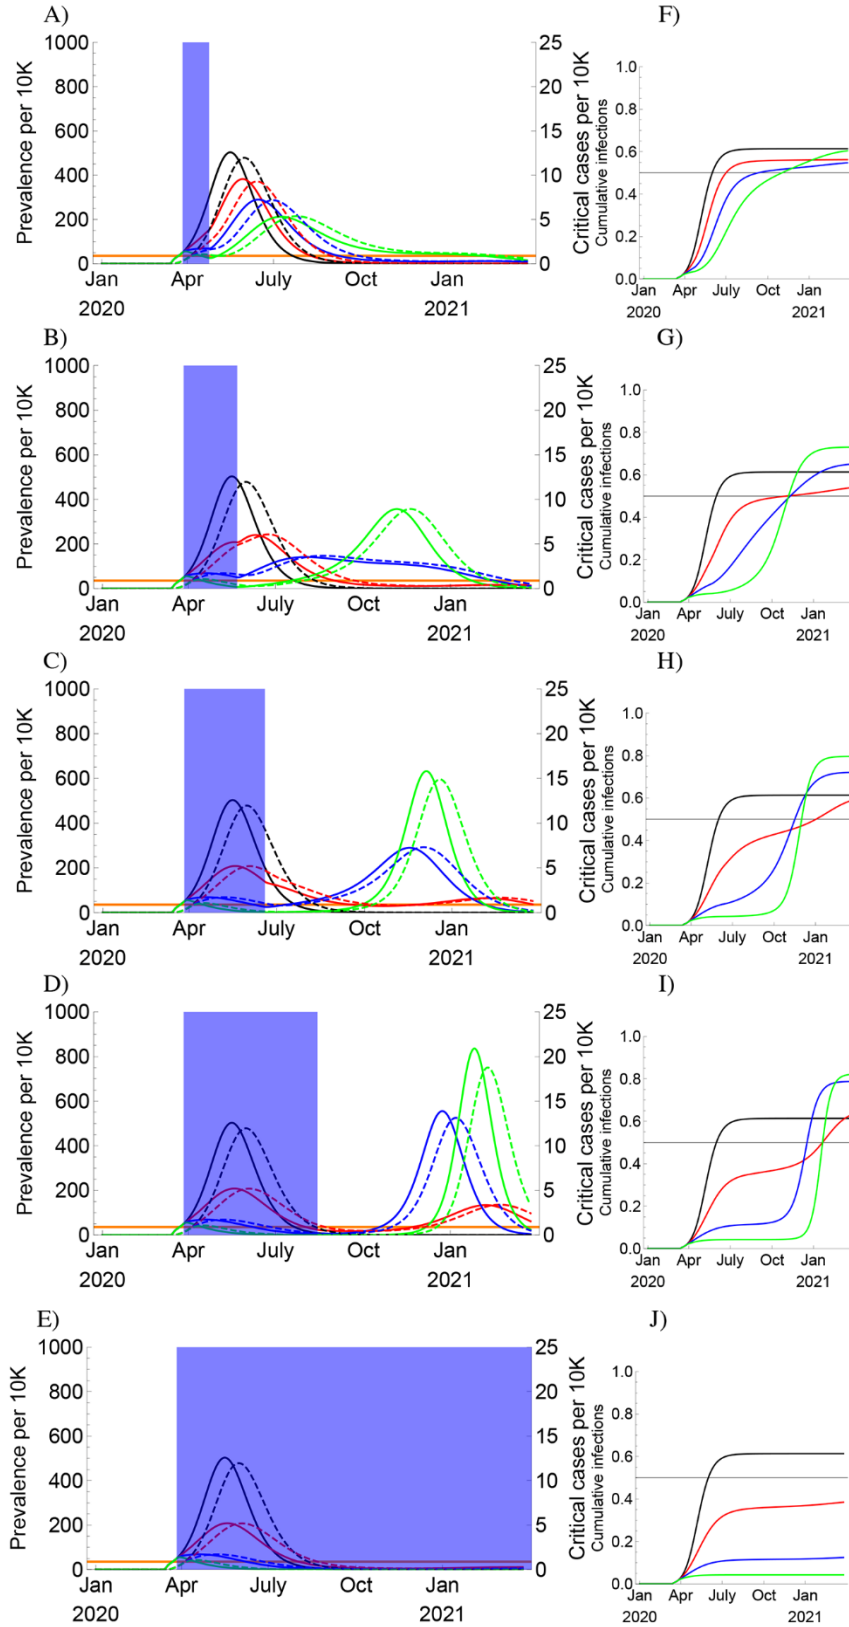 A)
F)
Prevalence per 10K
1000
800
600
400
200
0
25
20
15
10
5
0
Critical cases per 10K
Jan
Apr
July
Oct
Jan
2020
2021
Cumulative infections
1.0
0.8
0.6
0.4
0.2
0.0
Jan
Apr
July
Oct
Jan
2020
2021
B)
G)
Prevalence per 10K
1000
800
600
400
200
0
25
20
15
10
5
0
Critical cases per 10K
Jan
Apr
July
Oct
Jan
2020
2021
Cumulative infections
1.0
0.8
0.6
0.4
0.2
0.0
Jan
Apr
July
Oct
Jan
2020
2021
C)
H)
Prevalence per 10K
1000
800
600
400
200
0
25
20
15
10
5
0
Critical cases per 10K
Jan
Apr
July
Oct
Jan
2020
2021
Cumulative infections
1.0
0.8
0.6
0.4
0.2
0.0
Jan
Apr
July
Oct
Jan
2020
2021
D)
I)
Prevalence per 10K
1000
800
600
400
200
0
25
20
15
10
5
0
Critical cases per 10K
Jan
Apr
July
Oct
Jan
2020
2021
Cumulative infections
1.0
0.8
0.6
0.4
0.2
0.0
Jan
Apr
July
Oct
Jan
2020
2021
E)
J)
Prevalence per 10K
1000
800
600
400
200
0
25
20
15
10
5
0
Critical cases per 10K
Jan
Apr
July
Oct
Jan
2020
2021
Cumulative infections
1.0
0.8
0.6
0.4
0.2
0.0
Jan
Apr
July
Oct
Jan
2020
2021